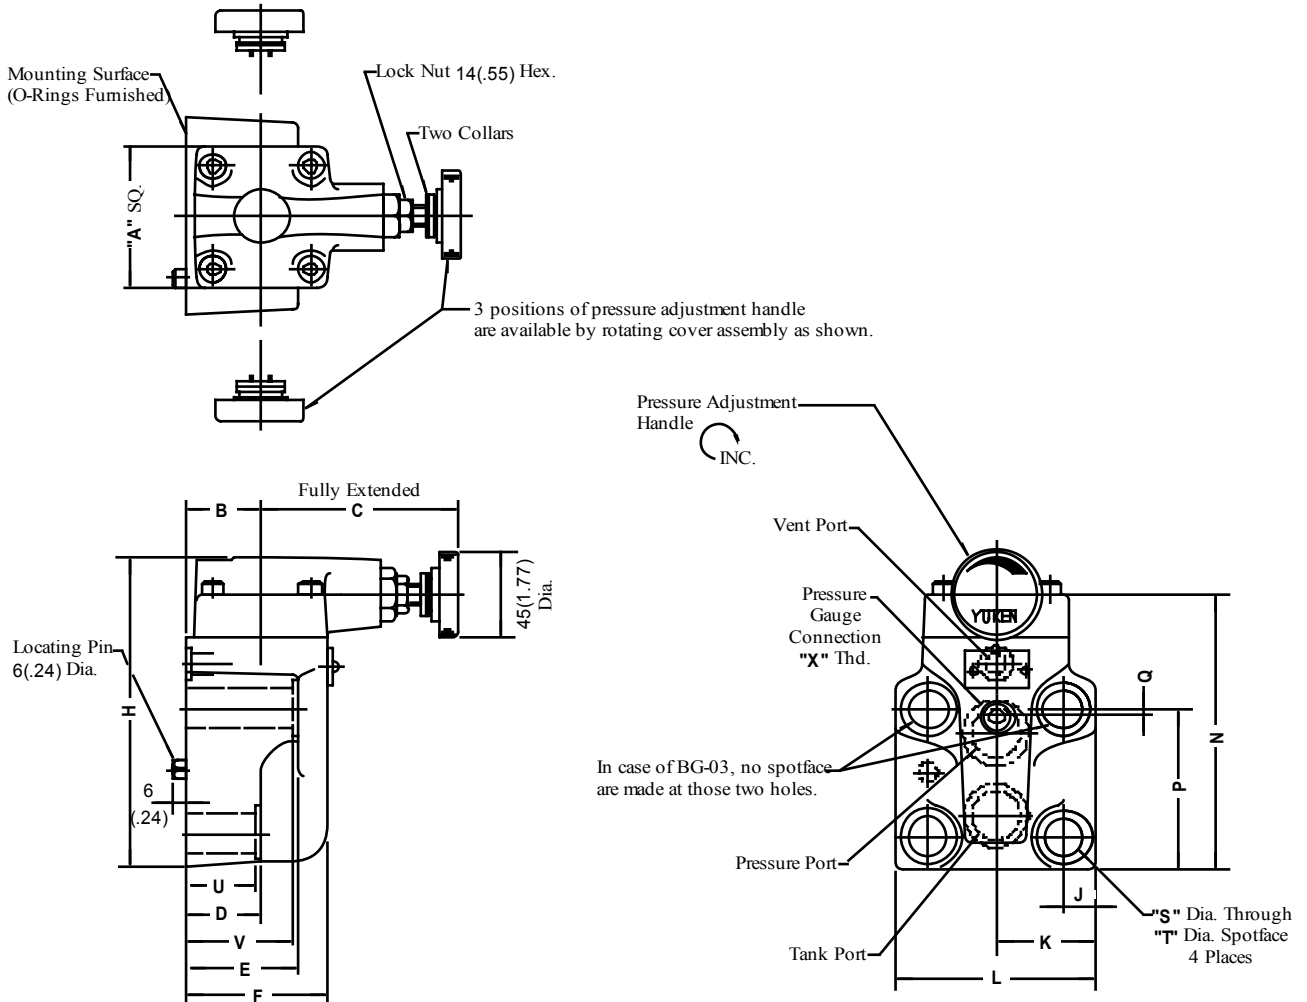 Mounting Surface
(O-Rings Furnished)
Lock Nut 14(.55) Hex.
Two Collars
"A" SQ.
3 positions of pressure adjustment handle
are available by rotating cover assembly as shown.
Pressure Adjustment
Handle
INC.
Fully Extended
B
C
45(1.77)
Dia.
Locating Pin
6(.24) Dia.
H
6
(.24)
U
D
V
E
F
Vent Port
Pressure
Gauge
Connection
"X" Thd.
YUKEN
Q
N
P
In case of BG-03, no spotface
are made at those two holes.
Pressure Port
J
K
L
Tank Port
"S" Dia. Through
"T" Dia. Spotface
4 Places